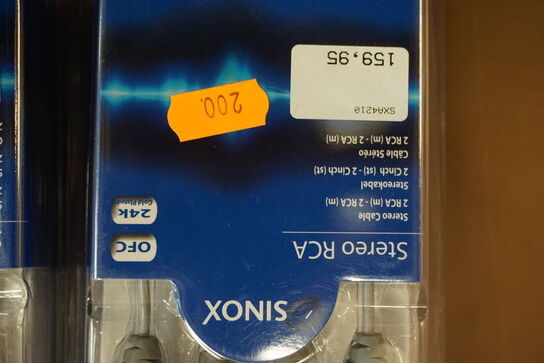 SINOX
Stereo RCA
OFC
24k
Gold Plated
Stereo Cable
2 RCA (m) - 2 RCA (m)
Stereokabel
2 Cinch (st) - 2 Cinch (st)
Câble Stéréo
2 RCA (m) - 2 RCA (m)
SXA4210
159,95
200.